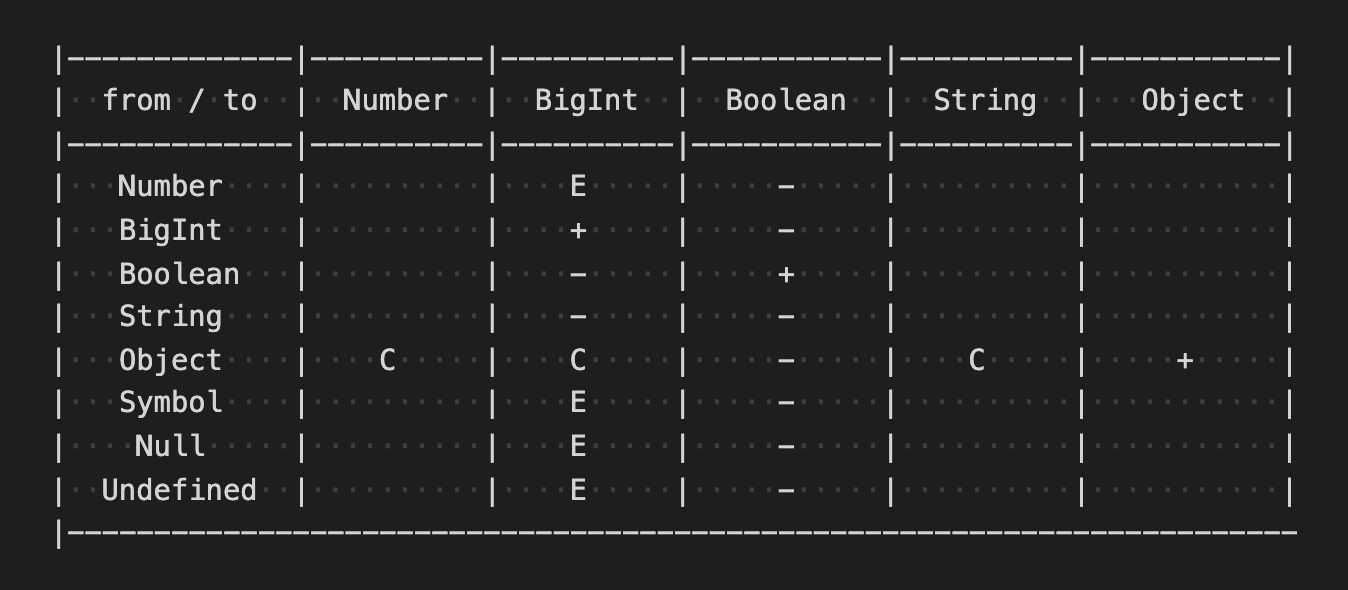 |-------------|----------|----------|-----------|----------|-----------|
|  from / to  |  Number  |  BigInt  |  Boolean  |  String  |   Object  |
|-------------|----------|----------|-----------|----------|-----------|
|   Number    |          |    E     |     -     |          |           |
|   BigInt    |          |    +     |     -     |          |           |
|   Boolean   |          |    -     |     +     |          |           |
|   String    |          |    -     |     -     |          |           |
|   Object    |    C     |    C     |     -     |    C     |     +     |
|   Symbol    |          |    E     |     -     |          |           |
|    Null     |          |    E     |     -     |          |           |
|  Undefined  |          |    E     |     -     |          |           |
|-----------------------------------------------------------------------